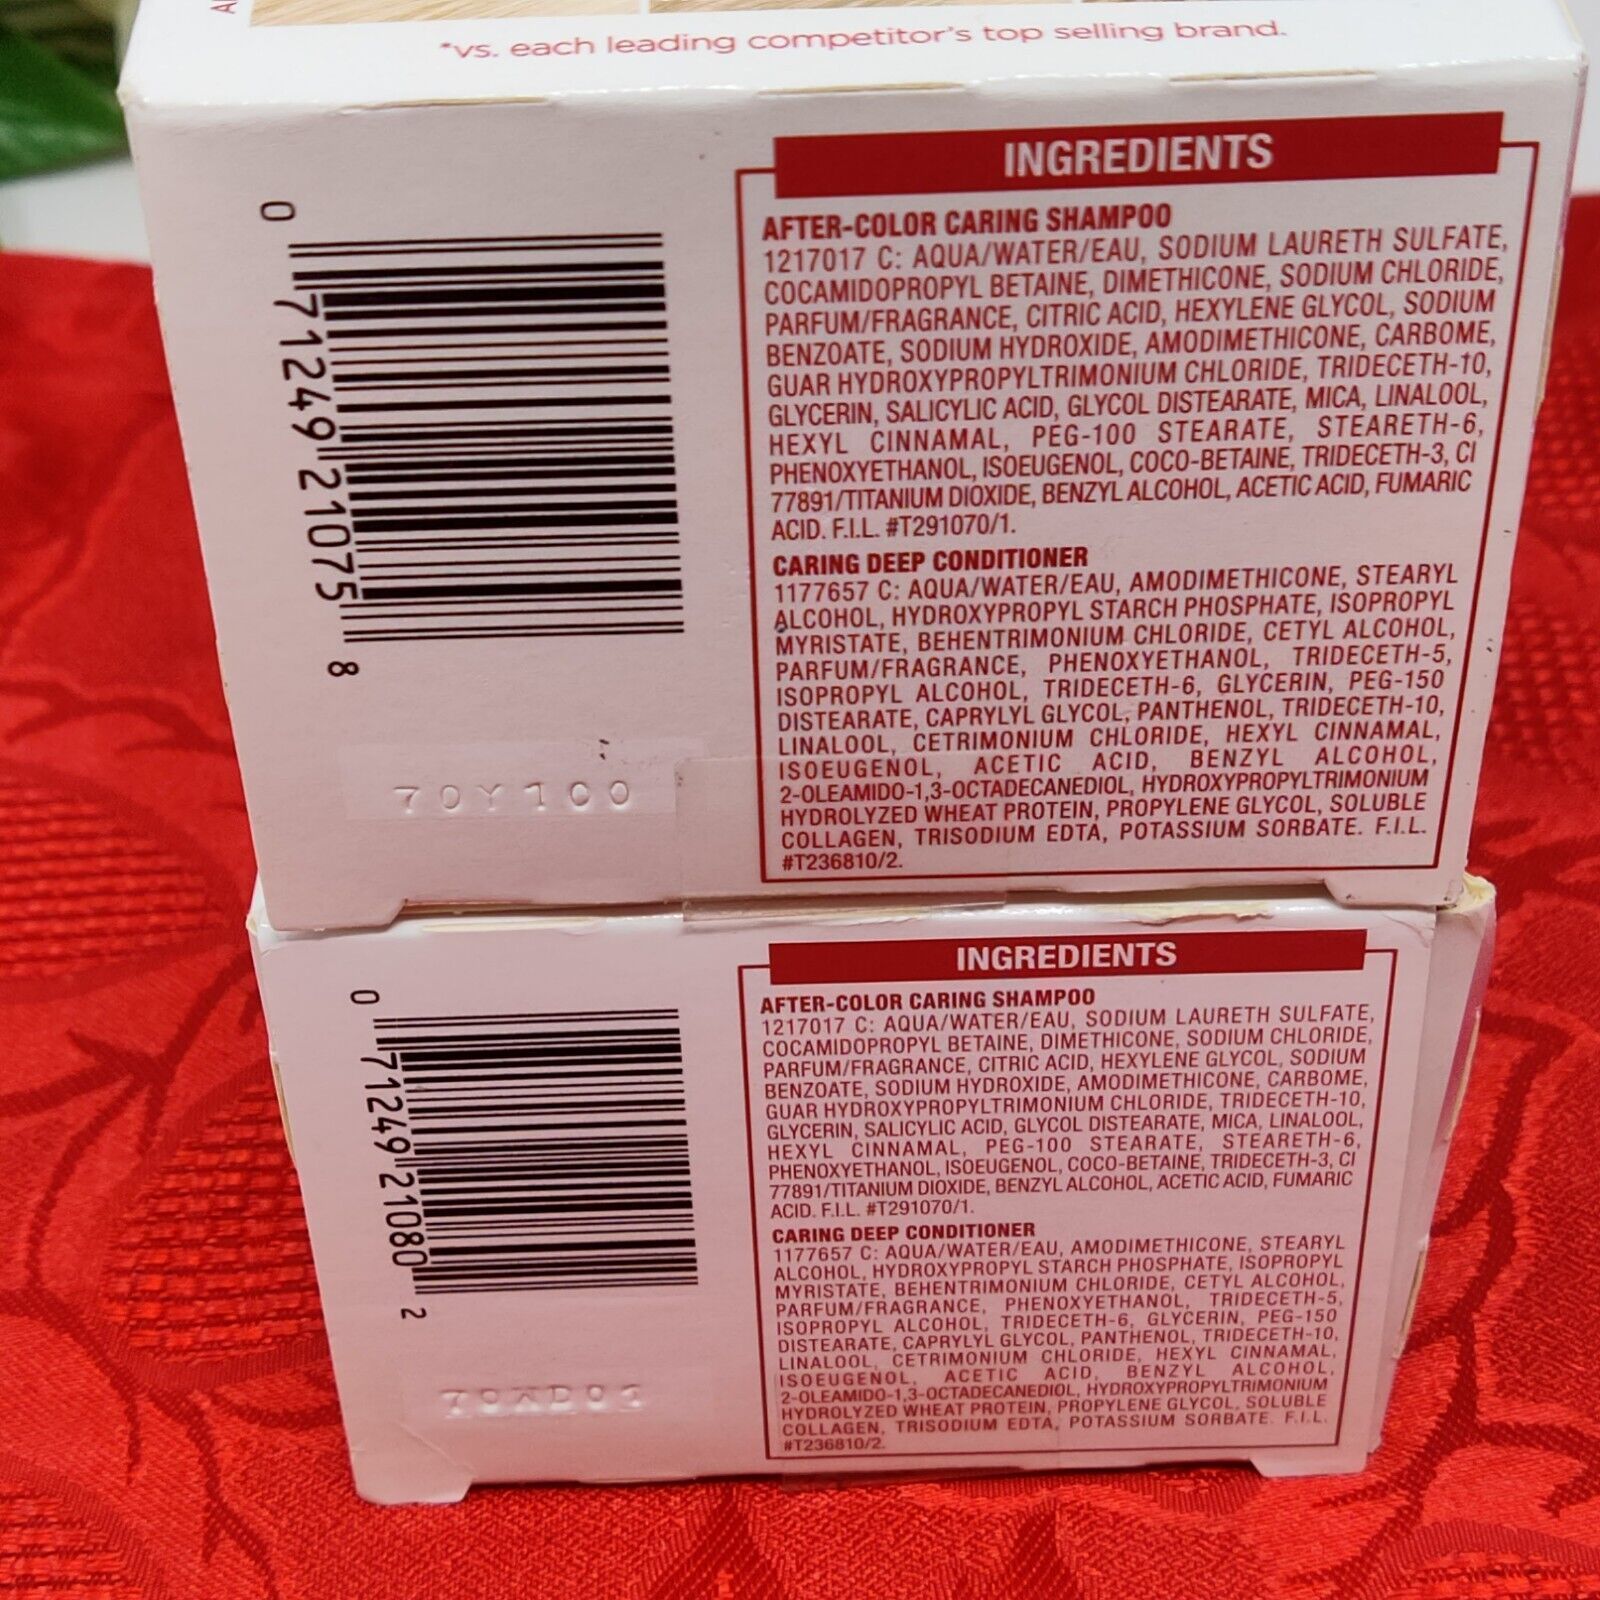 *vs. each leading competitor's top selling brand.
INGREDIENTS
AFTER-COLOR CARING SHAMPOO
1217017 C: AQUA/WATER/EAU, SODIUM LAURETH SULFATE,
COCAMIDOPROPYL BETAINE, DIMETHICONE, SODIUM CHLORIDE,
PARFUM/FRAGRANCE, CITRIC ACID, HEXYLENE GLYCOL, SODIUM
BENZOATE, SODIUM HYDROXIDE, AMODIMETHICONE, CARBOME,
GUAR HYDROXYPROPYLTRIMONIUM CHLORIDE, TRIDECETH-10,
GLYCERIN, SALICYLIC ACID, GLYCOL DISTEARATE, MICA, LINALOOL,
HEXYL CINNAMAL, PEG-100 STEARATE, STEARETH-6,
PHENOXYETHANOL, ISOEUGENOL, COCO-BETAINE, TRIDECETH-3, CI
77891/TITANIUM DIOXIDE, BENZYL ALCOHOL, ACETIC ACID, FUMARIC
ACID. F.I.L. #T291070/1.
CARING DEEP CONDITIONER
1177657 C: AQUA/WATER/EAU, AMODIMETHICONE, STEARYL
ALCOHOL, HYDROXYPROPYL STARCH PHOSPHATE, ISOPROPYL
MYRISTATE, BEHENTRIMONIUM CHLORIDE, CETYL ALCOHOL,
PARFUM/FRAGRANCE, PHENOXYETHANOL, TRIDECETH-5,
ISOPROPYL ALCOHOL, TRIDECETH-6, GLYCERIN, PEG-150
DISTEARATE, CAPRYLYL GLYCOL, PANTHENOL, TRIDECETH-10,
LINALOOL, CETRIMONIUM CHLORIDE, HEXYL CINNAMAL,
ISOEUGENOL, ACETIC ACID, BENZYL ALCOHOL,
2-OLEAMIDO-1,3-OCTADECANEDIOL, HYDROXYPROPYLTRIMONIUM
HYDROLYZED WHEAT PROTEIN, PROPYLENE GLYCOL, SOLUBLE
COLLAGEN, TRISODIUM EDTA, POTASSIUM SORBATE. F.I.L.
#T236810/2.
0 71249 21075 8
70Y100
INGREDIENTS
AFTER-COLOR CARING SHAMPOO
1217017 C: AQUA/WATER/EAU, SODIUM LAURETH SULFATE,
COCAMIDOPROPYL BETAINE, DIMETHICONE, SODIUM CHLORIDE,
PARFUM/FRAGRANCE, CITRIC ACID, HEXYLENE GLYCOL, SODIUM
BENZOATE, SODIUM HYDROXIDE, AMODIMETHICONE, CARBOME,
GUAR HYDROXYPROPYLTRIMONIUM CHLORIDE, TRIDECETH-10,
GLYCERIN, SALICYLIC ACID, GLYCOL DISTEARATE, MICA, LINALOOL,
HEXYL CINNAMAL, PEG-100 STEARATE, STEARETH-6,
PHENOXYETHANOL, ISOEUGENOL, COCO-BETAINE, TRIDECETH-3, CI
77891/TITANIUM DIOXIDE, BENZYL ALCOHOL, ACETIC ACID, FUMARIC
ACID. F.I.L. #T291070/1.
CARING DEEP CONDITIONER
1177657 C: AQUA/WATER/EAU, AMODIMETHICONE, STEARYL
ALCOHOL, HYDROXYPROPYL STARCH PHOSPHATE, ISOPROPYL
MYRISTATE, BEHENTRIMONIUM CHLORIDE, CETYL ALCOHOL,
PARFUM/FRAGRANCE, PHENOXYETHANOL, TRIDECETH-5,
ISOPROPYL ALCOHOL, TRIDECETH-6, GLYCERIN, PEG-150
DISTEARATE, CAPRYLYL GLYCOL, PANTHENOL, TRIDECETH-10,
LINALOOL, CETRIMONIUM CHLORIDE, HEXYL CINNAMAL,
ISOEUGENOL, ACETIC ACID, BENZYL ALCOHOL,
2-OLEAMIDO-1,3-OCTADECANEDIOL, HYDROXYPROPYLTRIMONIUM
HYDROLYZED WHEAT PROTEIN, PROPYLENE GLYCOL, SOLUBLE
COLLAGEN, TRISODIUM EDTA, POTASSIUM SORBATE. F.I.L.
#T236810/2.
0 71249 21080 2